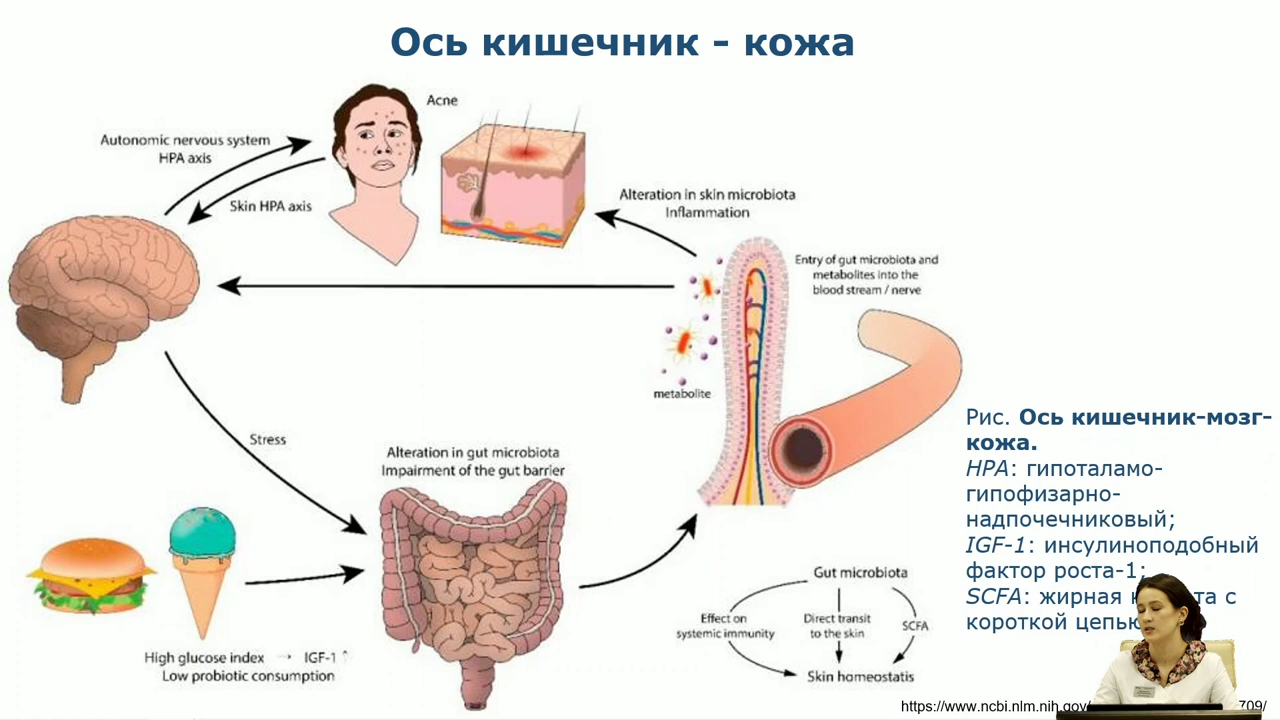 Ось кишечник - кожа
Acne
Autonomic nervous system
HPA axis
Skin HPA axis
Alteration in skin microbiota
Inflammation
Entry of gut microbiota and
metabolites into the
blood stream / nerve
metabolite
Stress
Alteration in gut microbiota
Impairment of the gut barrier
High glucose index → IGF-1 ↑
Low probiotic consumption
Gut microbiota
Effect on
systemic immunity
Direct transit
to the skin
SCFA
Skin homeostatis
Рис. Ось кишечник-мозг-
кожа.
HPA: гипоталамо-
гипофизарно-
надпочечниковый;
IGF-1: инсулиноподобный
фактор роста-1;
SCFA: жирная с
короткой
https://www.ncbi.nlm.nih.gov/ 709/